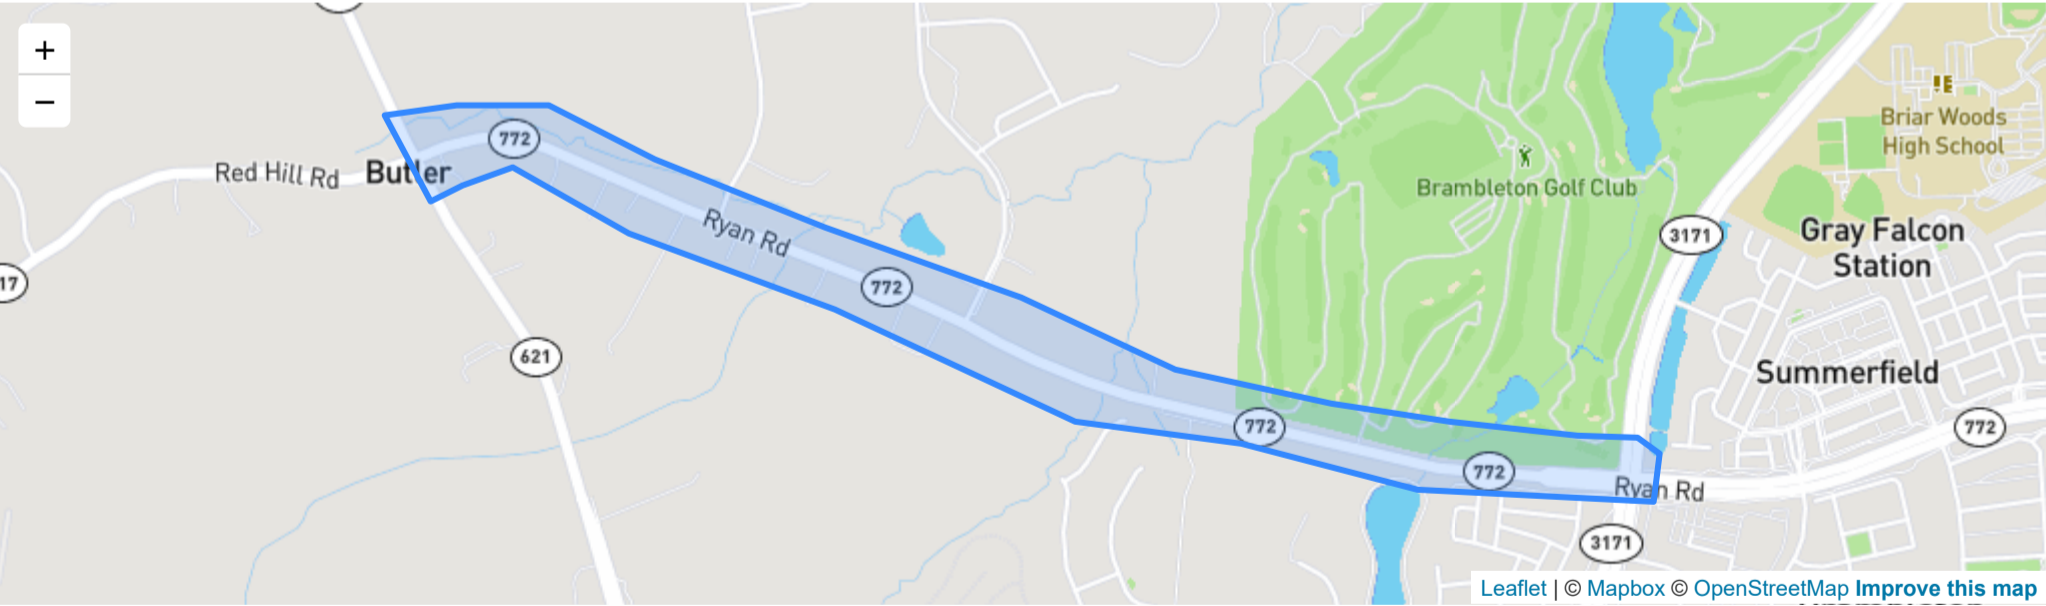 +
−
772
Red Hill Rd
Butler
17
Ryan Rd
772
621
772
772
Ryan Rd
3171
3171
772
Brambleton Golf Club
Briar Woods
High School
Gray Falcon
Station
Summerfield
Leaflet | © Mapbox © OpenStreetMap Improve this map